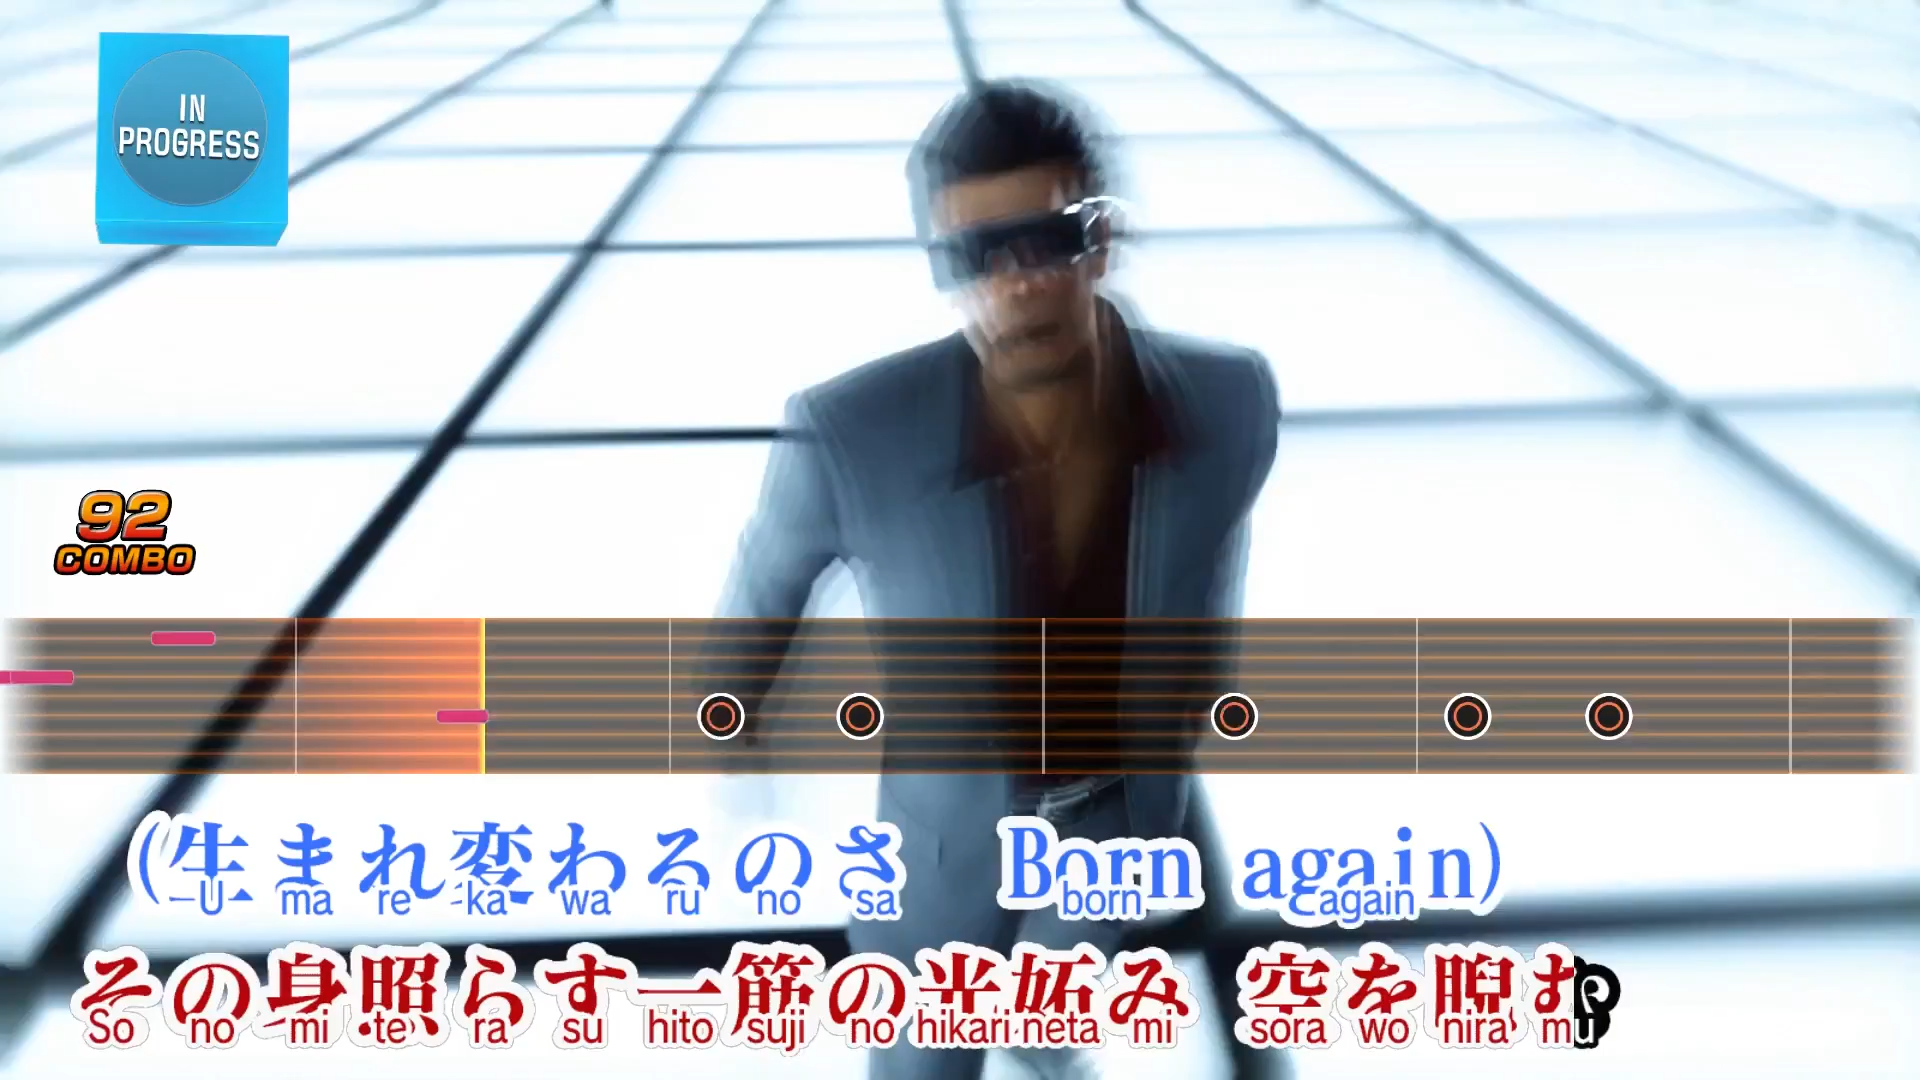 IN
PROGRESS
92
COMBO
(生まれ変わるのさ Born again)
U ma re ka wa ru no sa born again
その身照らす一筋の光妬み 空を睨む
So no mi te ra su hito suji no hikari neta mi sora wo nira mu